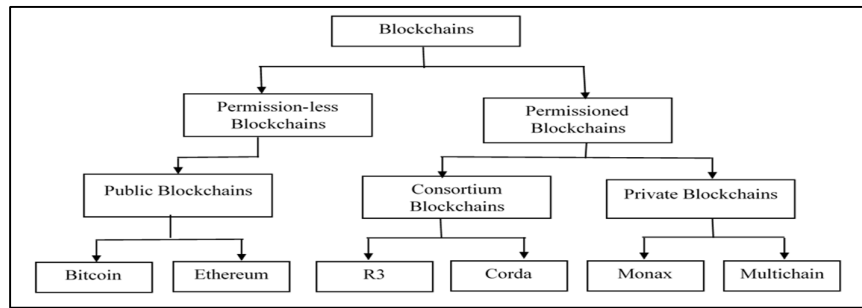 Blockchains
Permission-less
Blockchains
Permissioned
Blockchains
Public Blockchains
Consortium
Blockchains
Private Blockchains
Bitcoin
Ethereum
R3
Corda
Monax
Multichain